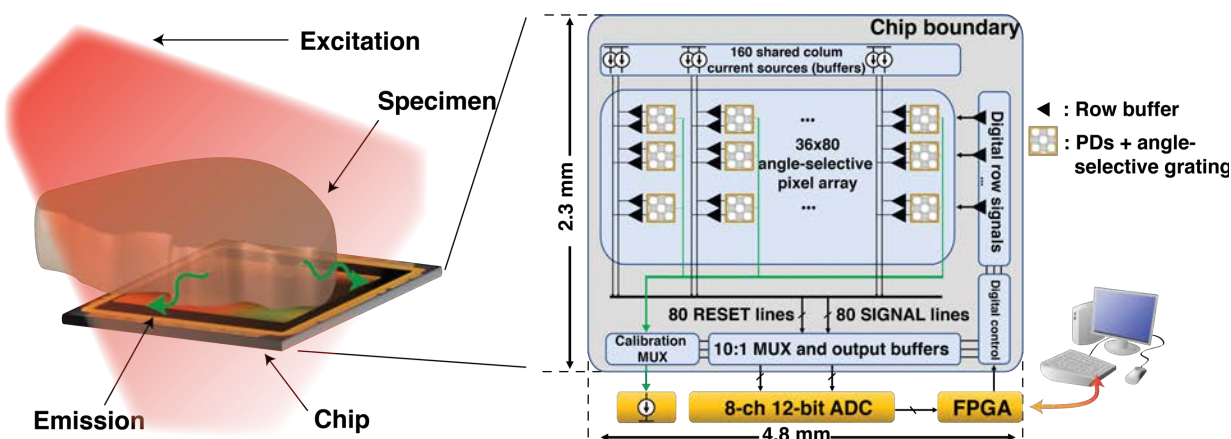 Excitation
Specimen
Emission
Chip
Chip boundary
160 shared colum
current sources (buffers)
...
36x80
angle-selective
pixel array
...
Digital row signals
...
2.3 mm
80 RESET lines
80 SIGNAL lines
Calibration
MUX
10:1 MUX and output buffers
Digital control
8-ch 12-bit ADC
FPGA
4.8 mm
: Row buffer
: PDs + angle-
selective grating